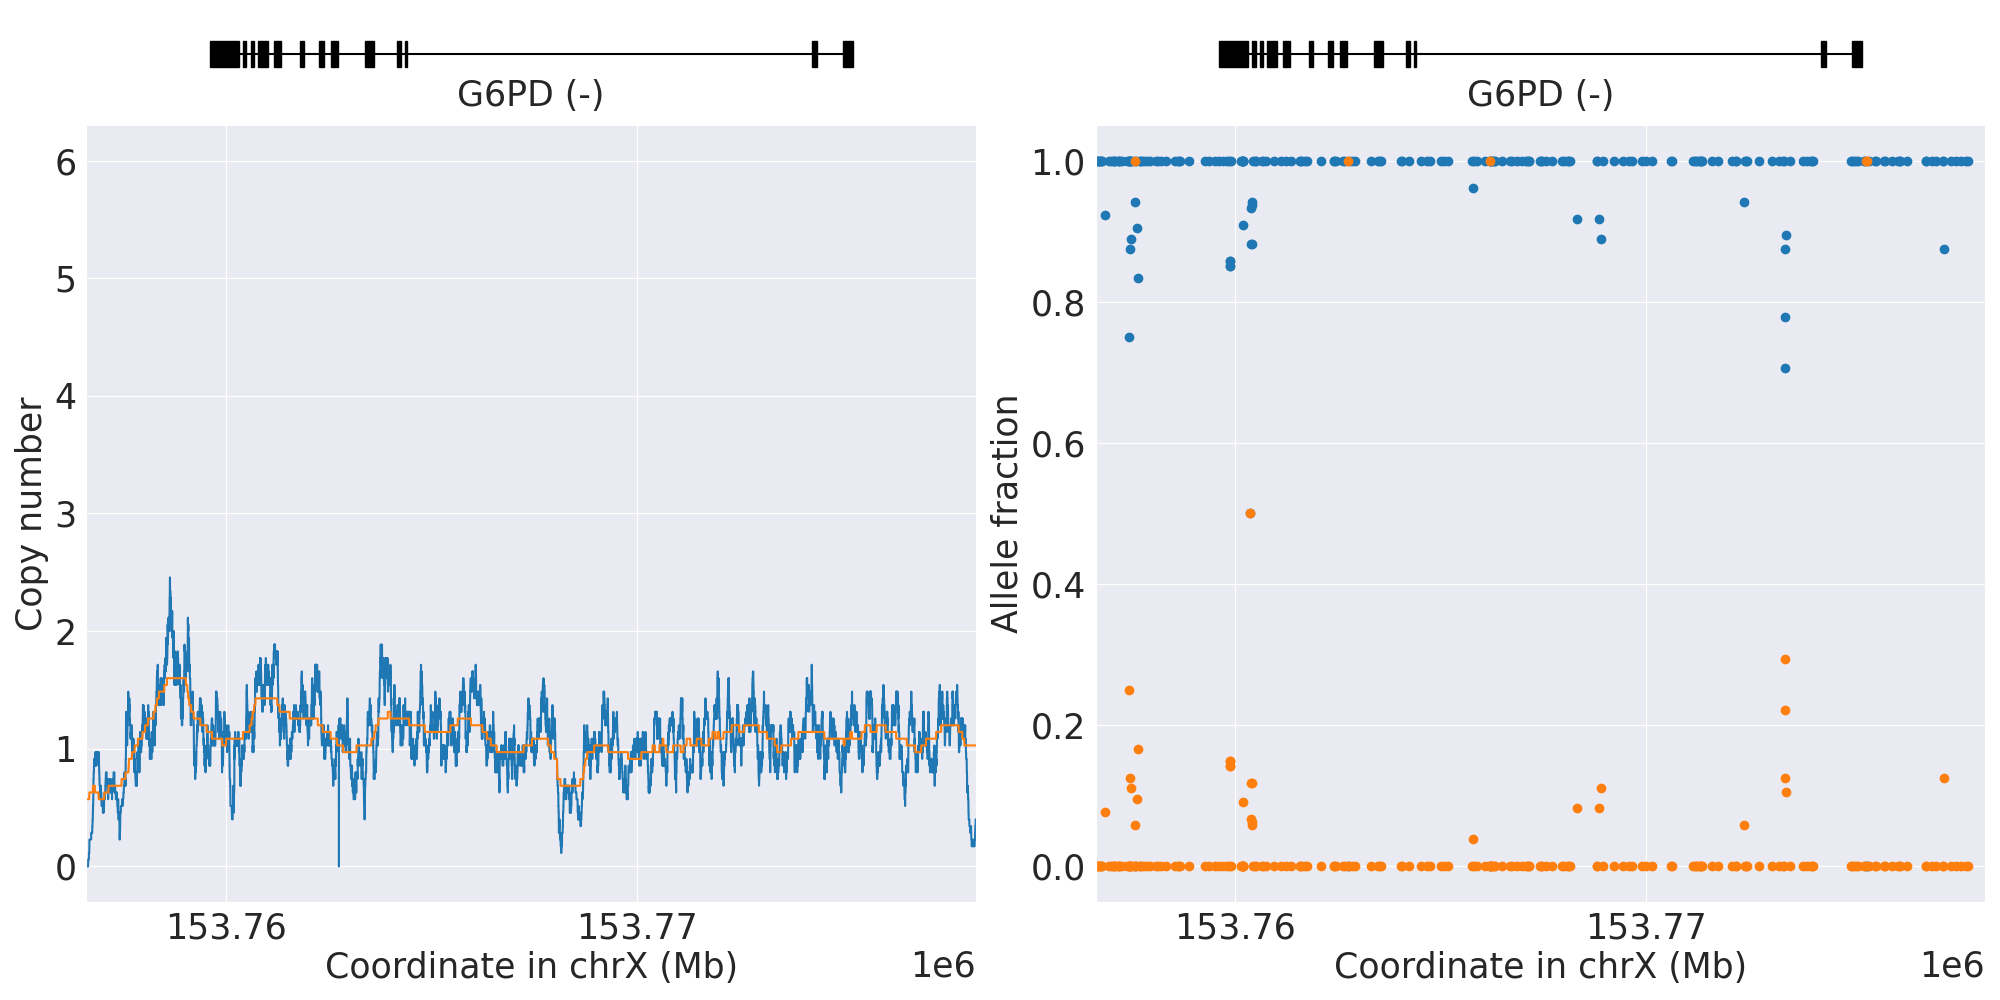 G6PD (-)
6
5
4
3
2
1
0
Copy number
153.76
153.77
Coordinate in chrX (Mb)
1e6
G6PD (-)
1.0
0.8
0.6
0.4
0.2
0.0
Allele fraction
153.76
153.77
Coordinate in chrX (Mb)
1e6